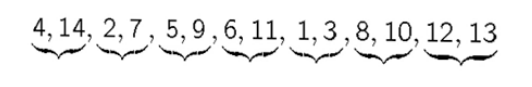 4, 14, 2, 7, 5, 9, 6, 11, 1, 3, 8, 10, 12, 13